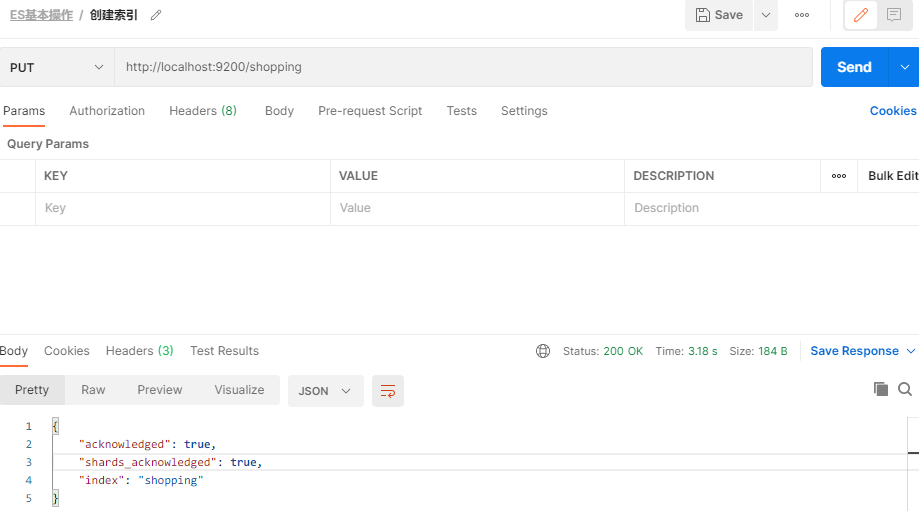 ES基本操作 / 创建索引
Save
PUT http://localhost:9200/shopping Send
Params Authorization Headers (8) Body Pre-request Script Tests Settings Cookies
Query Params
KEY VALUE DESCRIPTION Bulk Edit
Key Value Description
Body Cookies Headers (3) Test Results Status: 200 OK Time: 3.18 s Size: 184 B Save Response
Pretty Raw Preview Visualize JSON
1 {
2 "acknowledged": true,
3 "shards_acknowledged": true,
4 "index": "shopping"
5 }